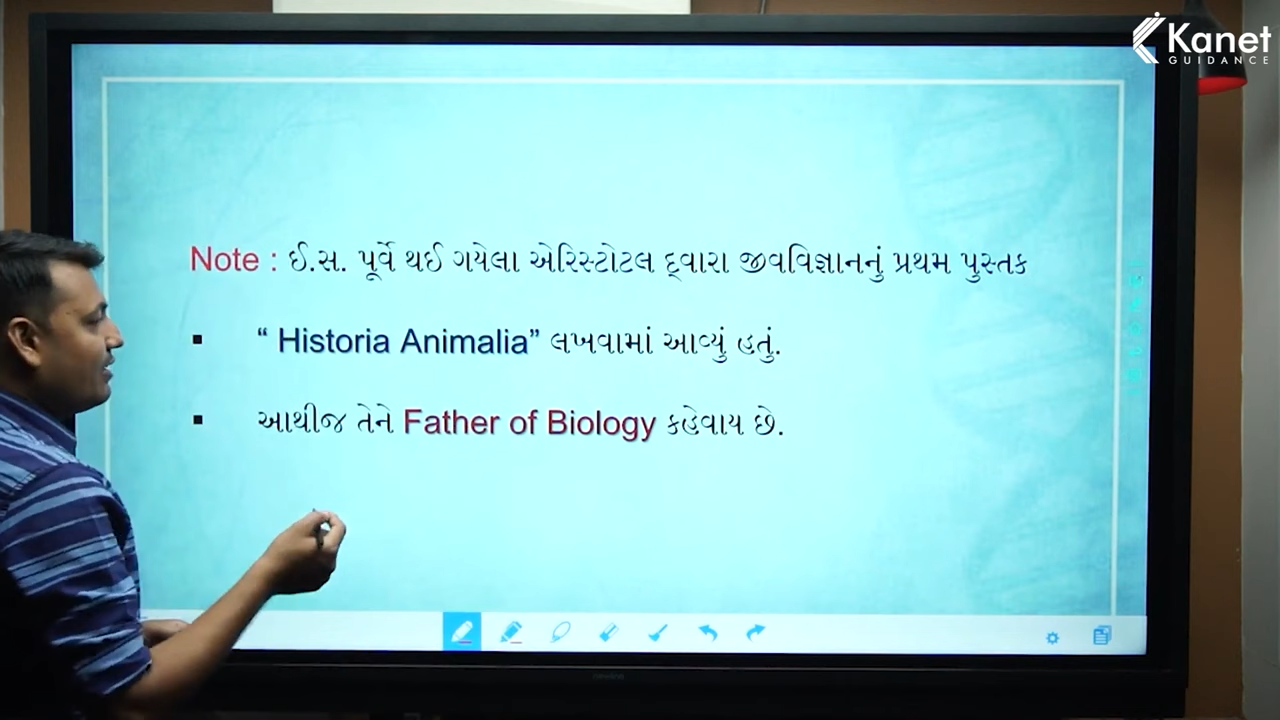 Kanet
GUIDANCE
Note : ઈ.સ. પૂર્વે થઈ ગયેલા એરિસ્ટોટલ દ્વારા જીવવિજ્ઞાનનું પ્રથમ પુસ્તક
▪ “ Historia Animalia” લખવામાં આવ્યું હતું.
▪ આથીજ તેને Father of Biology કહેવાય છે.